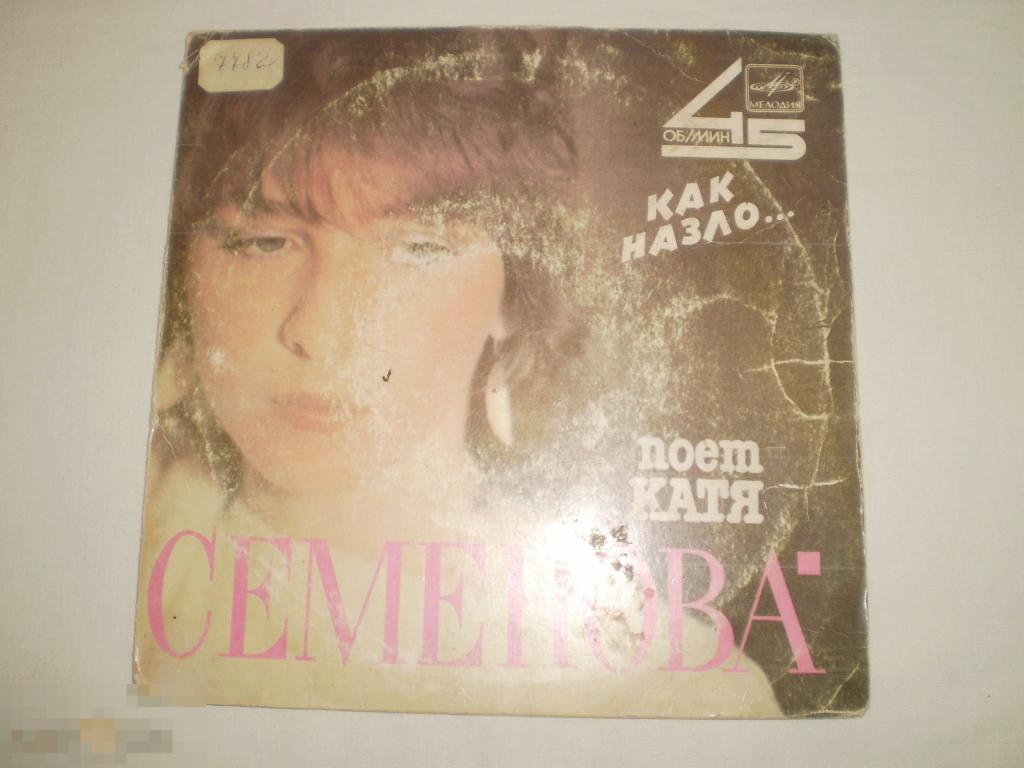 7782
МЕЛОДИЯ
45
ОБ/МИН
КАК
НАЗЛО...
поет
КАТЯ
СЕМЕНОВА